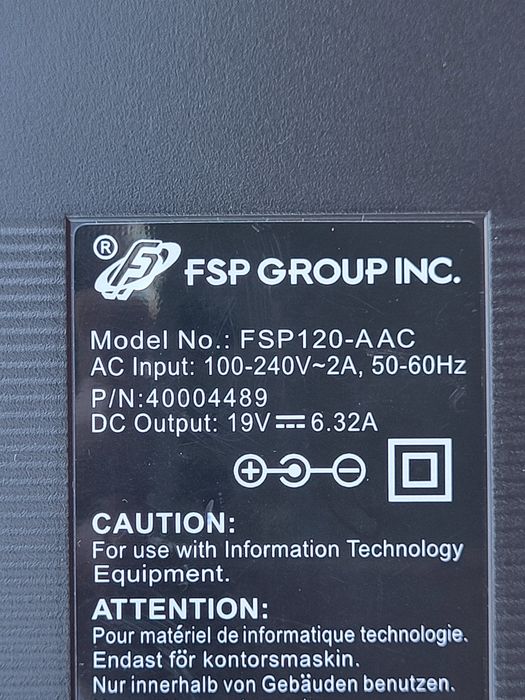 ® FSP GROUP INC.
Model No.: FSP120-AAC
AC Input: 100-240V~2A, 50-60Hz
P/N:40004489
DC Output: 19V⎓6.32A
CAUTION:
For use with Information Technology
Equipment.
ATTENTION:
Pour matériel de informatique technologie.
Endast för kontorsmaskin.
Nur innerhalb von Gebäuden benutzen.